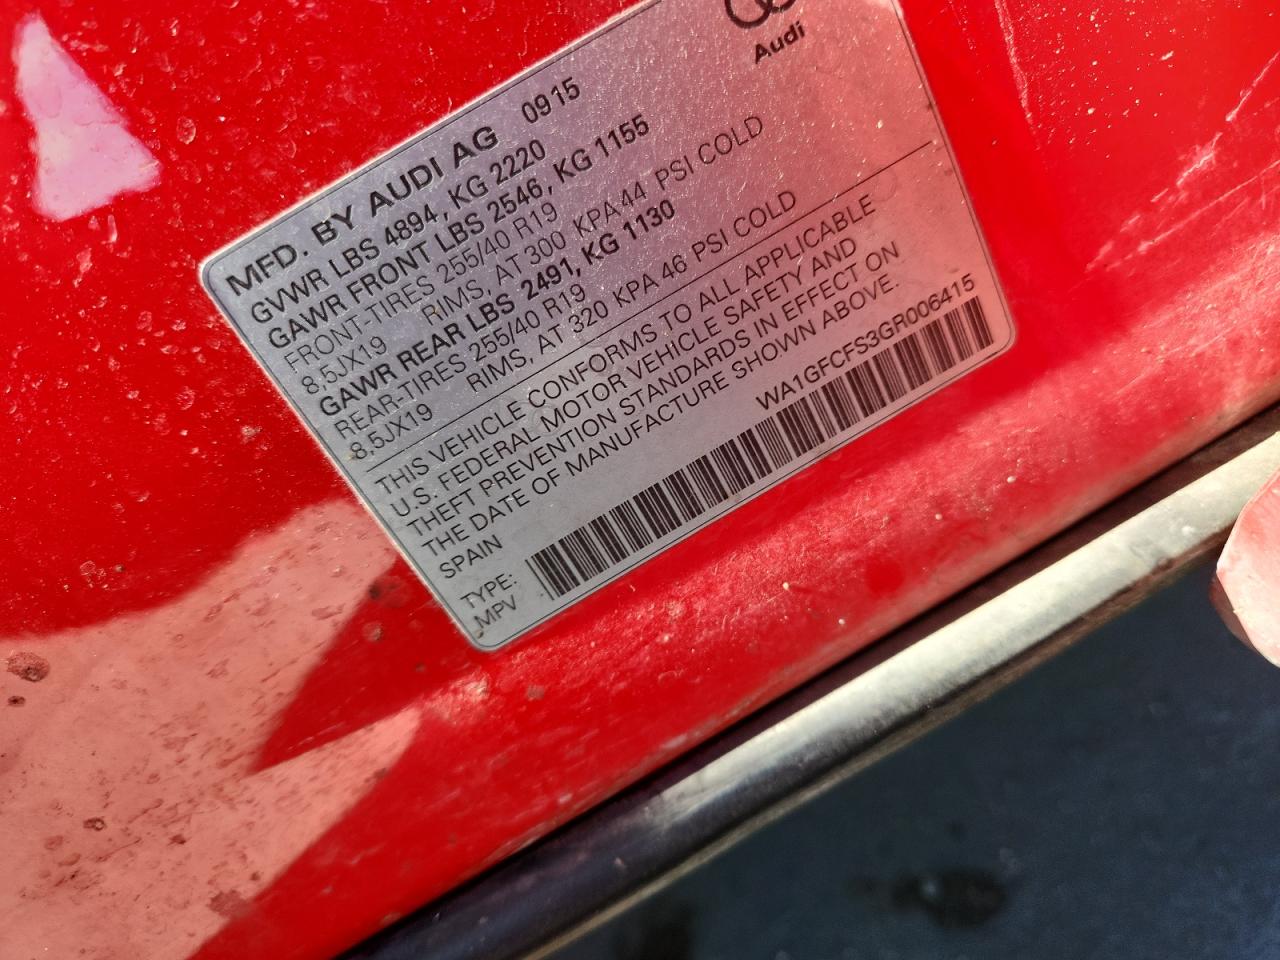 Audi
MFD. BY AUDI AG 0915
GVWR LBS 4894, KG 2220
GAWR FRONT LBS 2546, KG 1155
FRONT-TIRES 255/40 R19
8,5JX19 RIMS, AT 300 KPA 44 PSI COLD
GAWR REAR LBS 2491, KG 1130
REAR-TIRES 255/40 R19
8,5JX19 RIMS, AT 320 KPA 46 PSI COLD
THIS VEHICLE CONFORMS TO ALL APPLICABLE
U.S. FEDERAL MOTOR VEHICLE SAFETY AND
THEFT PREVENTION STANDARDS IN EFFECT ON
THE DATE OF MANUFACTURE SHOWN ABOVE.
SPAIN
WA1GFCFS3GR006415
TYPE:
MPV